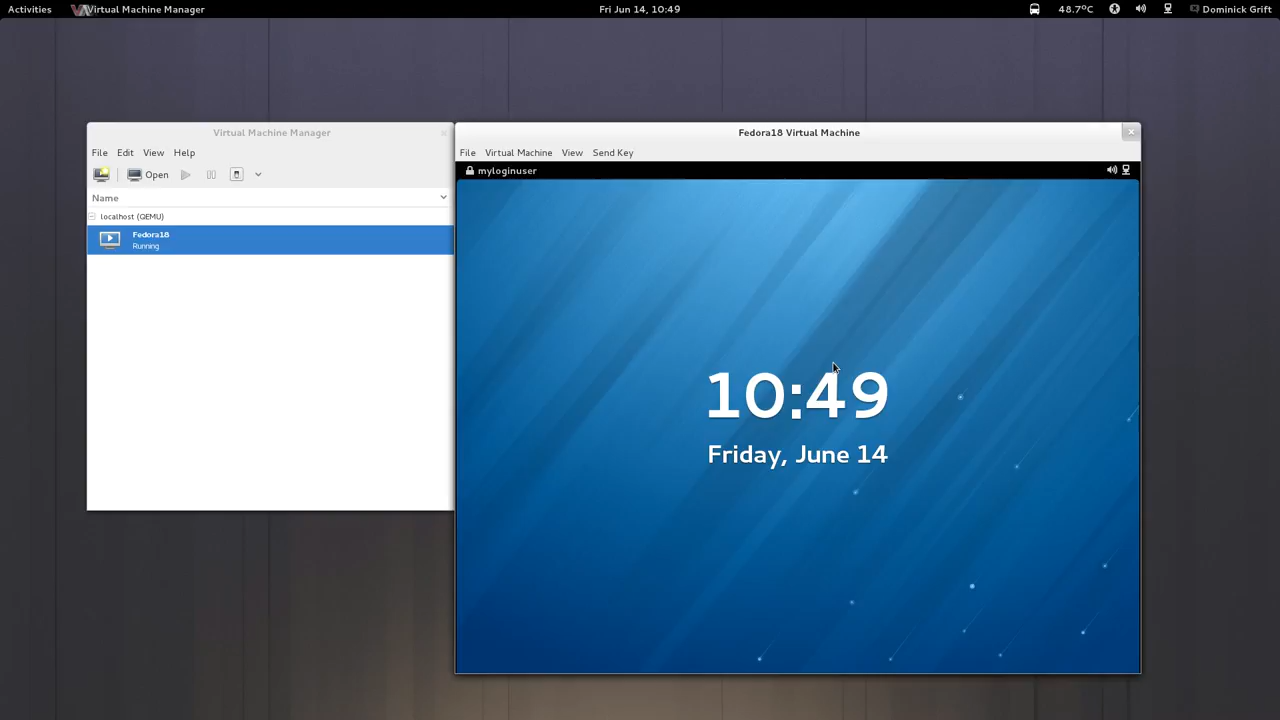 Activities Virtual Machine Manager Fri Jun 14, 10:49 48.7°C Dominick Grift
Virtual Machine Manager
File Edit View Help
Open
Name
localhost (QEMU)
Fedora18
Running
Fedora18 Virtual Machine
File Virtual Machine View Send Key
myloginuser
10:49
Friday, June 14